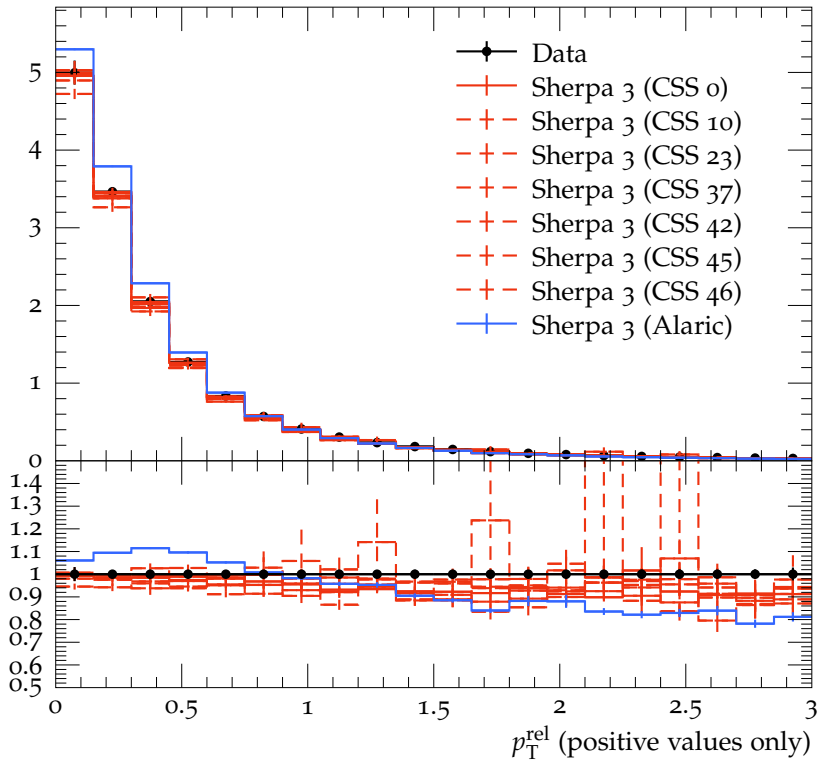 5
4
3
2
1
0
Data
Sherpa 3 (CSS 0)
Sherpa 3 (CSS 10)
Sherpa 3 (CSS 23)
Sherpa 3 (CSS 37)
Sherpa 3 (CSS 42)
Sherpa 3 (CSS 45)
Sherpa 3 (CSS 46)
Sherpa 3 (Alaric)
1.4
1.3
1.2
1.1
1
0.9
0.8
0.7
0.6
0.5
0 0.5 1 1.5 2 2.5 3
p_T^rel (positive values only)